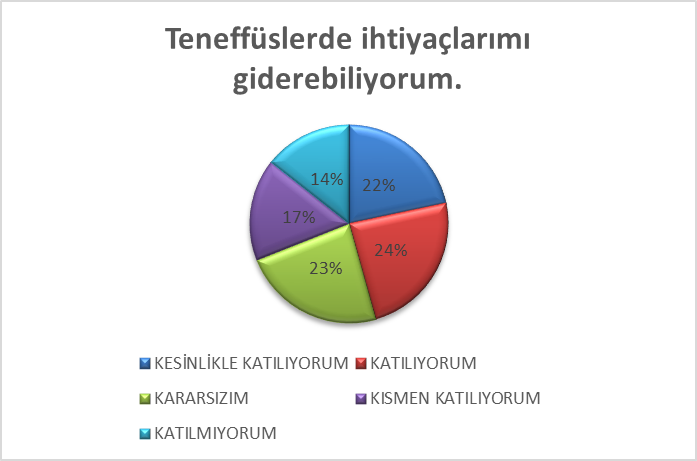 Teneffüslerde ihtiyaçlarımı
giderebiliyorum.
14%
22%
17%
24%
23%
KESİNLİKLE KATILIYORUM
KATILIYORUM
KARARSIZIM
KISMEN KATILIYORUM
KATILMIYORUM